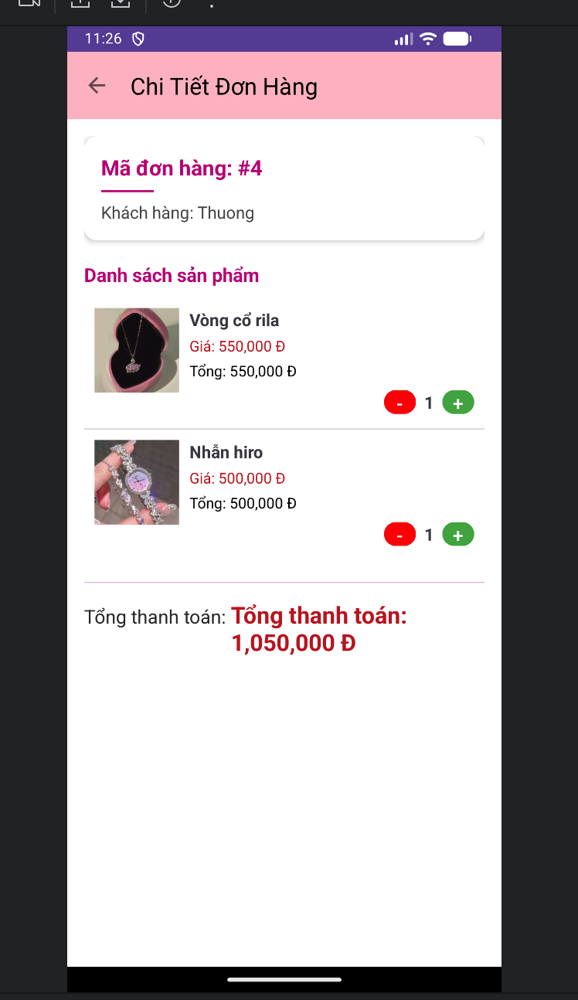 11:26
Chi Tiết Đơn Hàng
Mã đơn hàng: #4
Khách hàng: Thuong
Danh sách sản phẩm
Vòng cổ rila
Giá: 550,000 Đ
Tổng: 550,000 Đ
- 1 +
Nhẫn hiro
Giá: 500,000 Đ
Tổng: 500,000 Đ
- 1 +
Tổng thanh toán: Tổng thanh toán:
1,050,000 Đ